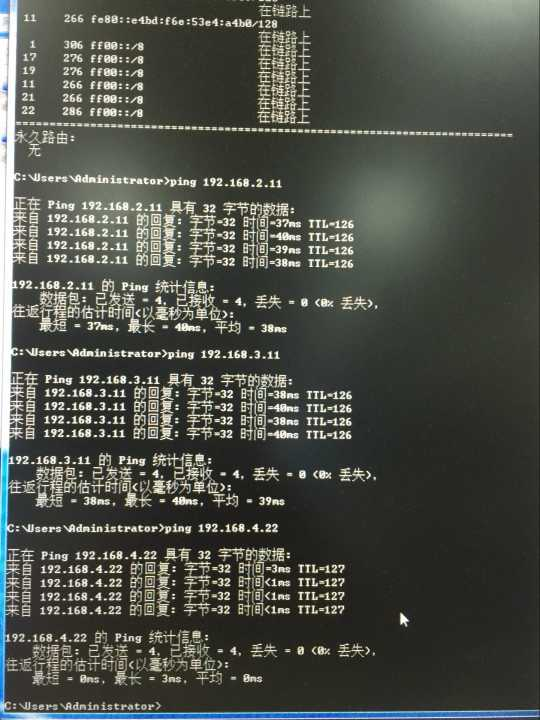 在链路上
11 266 fe80::e4bd:f6e:53e4:a4b0/128
在链路上
1 306 ff00::/8 在链路上
17 276 ff00::/8 在链路上
19 276 ff00::/8 在链路上
11 266 ff00::/8 在链路上
21 266 ff00::/8 在链路上
22 286 ff00::/8 在链路上
===========================================================================
永久路由:
无
C:\Users\Administrator>ping 192.168.2.11
正在 Ping 192.168.2.11 具有 32 字节的数据:
来自 192.168.2.11 的回复: 字节=32 时间=37ms TTL=126
来自 192.168.2.11 的回复: 字节=32 时间=40ms TTL=126
来自 192.168.2.11 的回复: 字节=32 时间=39ms TTL=126
来自 192.168.2.11 的回复: 字节=32 时间=38ms TTL=126
192.168.2.11 的 Ping 统计信息:
数据包: 已发送 = 4, 已接收 = 4, 丢失 = 0 (0% 丢失),
往返行程的估计时间(以毫秒为单位):
最短 = 37ms, 最长 = 40ms, 平均 = 38ms
C:\Users\Administrator>ping 192.168.3.11
正在 Ping 192.168.3.11 具有 32 字节的数据:
来自 192.168.3.11 的回复: 字节=32 时间=38ms TTL=126
来自 192.168.3.11 的回复: 字节=32 时间=40ms TTL=126
来自 192.168.3.11 的回复: 字节=32 时间=38ms TTL=126
来自 192.168.3.11 的回复: 字节=32 时间=40ms TTL=126
192.168.3.11 的 Ping 统计信息:
数据包: 已发送 = 4, 已接收 = 4, 丢失 = 0 (0% 丢失),
往返行程的估计时间(以毫秒为单位):
最短 = 38ms, 最长 = 40ms, 平均 = 39ms
C:\Users\Administrator>ping 192.168.4.22
正在 Ping 192.168.4.22 具有 32 字节的数据:
来自 192.168.4.22 的回复: 字节=32 时间=3ms TTL=127
来自 192.168.4.22 的回复: 字节=32 时间<1ms TTL=127
来自 192.168.4.22 的回复: 字节=32 时间<1ms TTL=127
来自 192.168.4.22 的回复: 字节=32 时间<1ms TTL=127
192.168.4.22 的 Ping 统计信息:
数据包: 已发送 = 4, 已接收 = 4, 丢失 = 0 (0% 丢失),
往返行程的估计时间(以毫秒为单位):
最短 = 0ms, 最长 = 3ms, 平均 = 0ms
C:\Users\Administrator>